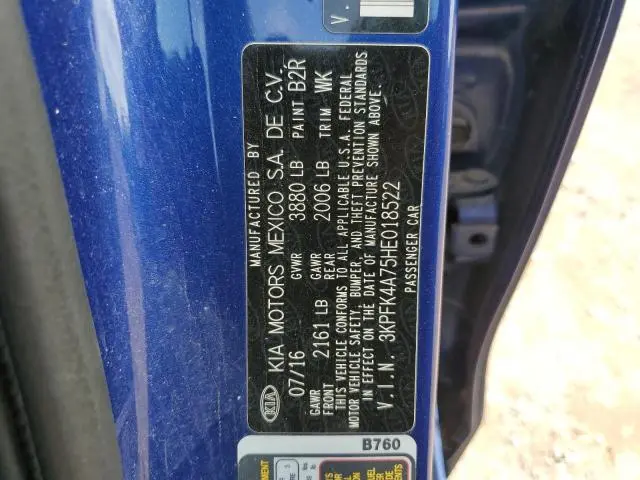 MANUFACTURED BY
KIA KIA MOTORS MEXICO S.A. DE C.V.
07/16 GVWR 3880 LB PAINT B2R
GAWR FRONT 2161 LB GAWR REAR 2006 LB TRIM WK
THIS VEHICLE CONFORMS TO ALL APPLICABLE U.S.A. FEDERAL
MOTOR VEHICLE SAFETY, BUMPER, AND THEFT PREVENTION STANDARDS
IN EFFECT ON THE DATE OF MANUFACTURE SHOWN ABOVE.
V.I.N. 3KPFK4A75HE018522
PASSENGER CAR
B760
V.